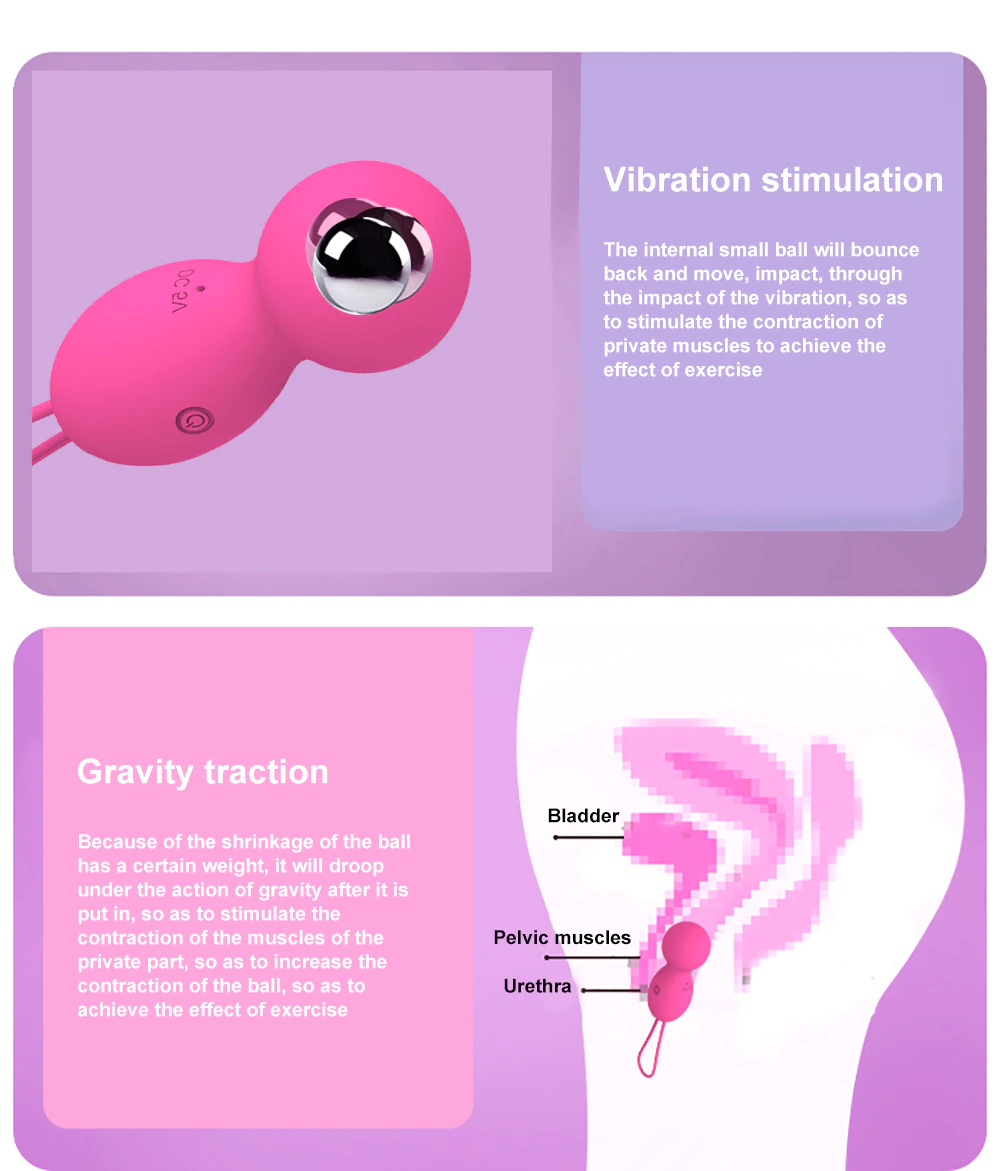 DC 5V
Vibration stimulation
The internal small ball will bounce
back and move, impact, through
the impact of the vibration, so as
to stimulate the contraction of
private muscles to achieve the
effect of exercise
Gravity traction
Because of the shrinkage of the ball
has a certain weight, it will droop
under the action of gravity after it is
put in, so as to stimulate the
contraction of the muscles of the
private part, so as to increase the
contraction of the ball, so as to
achieve the effect of exercise
Bladder
Pelvic muscles
Urethra